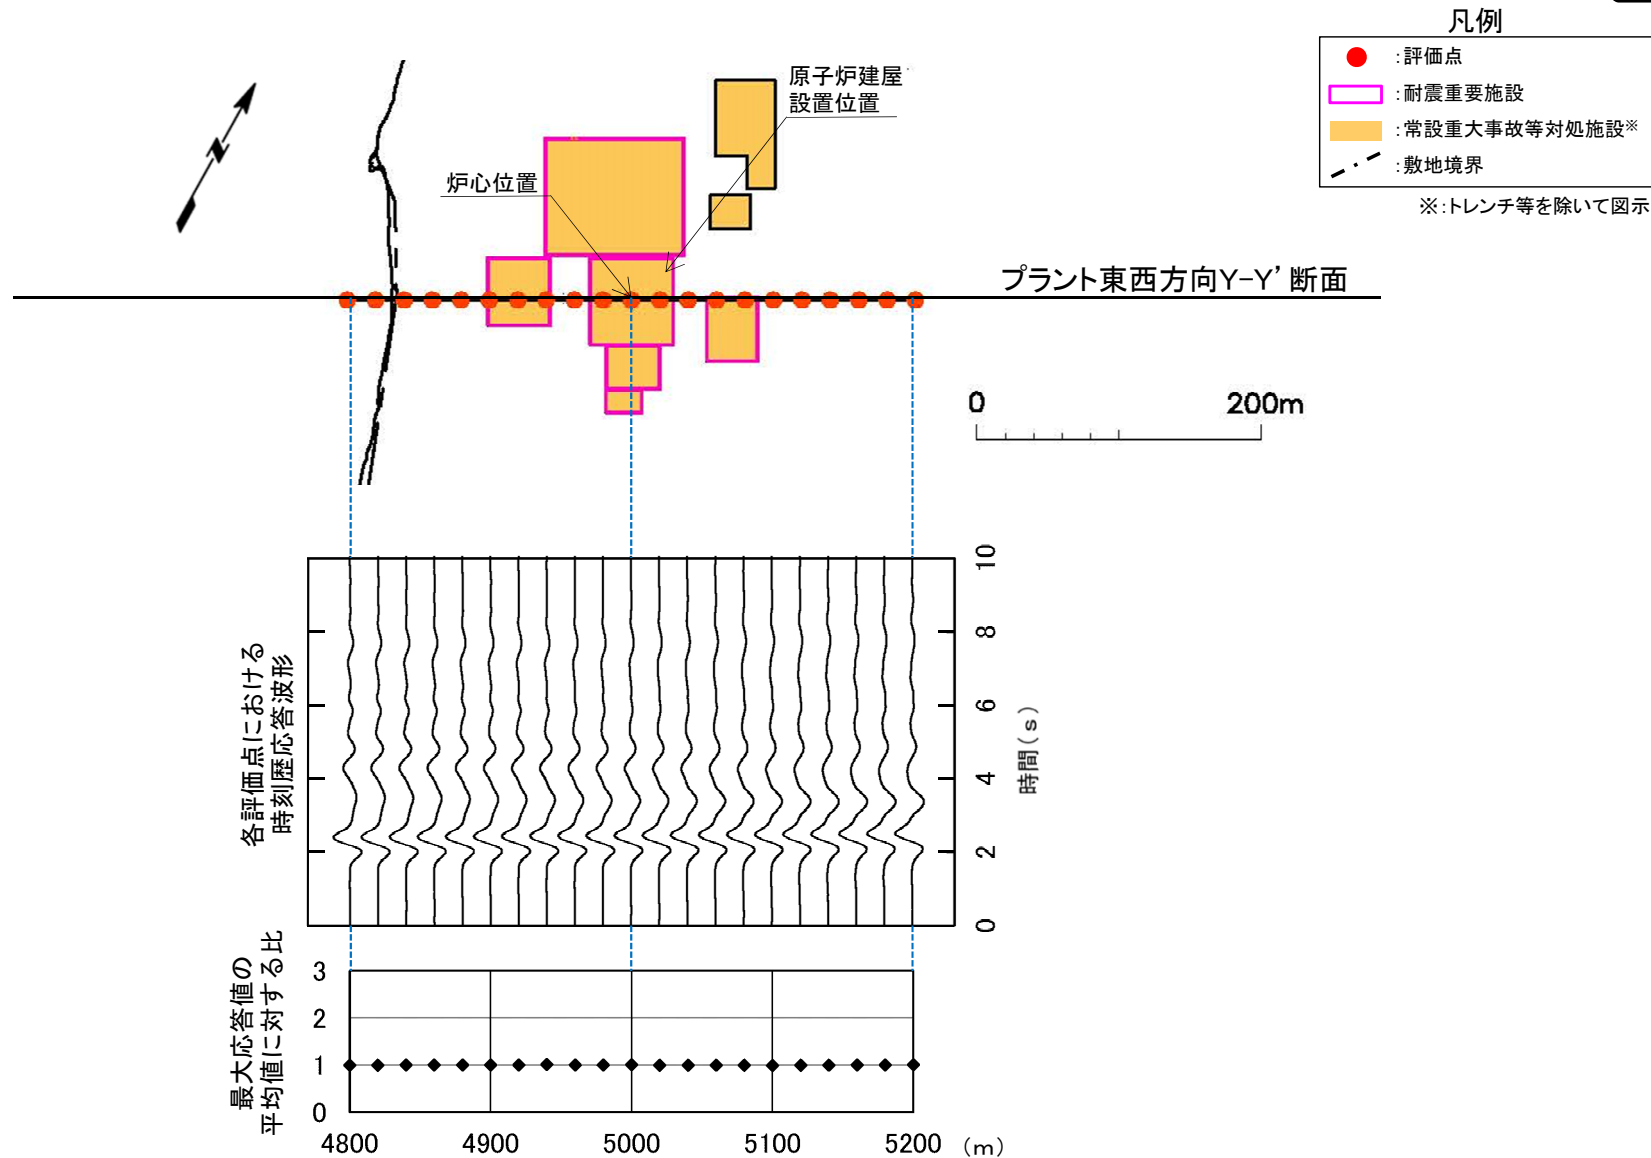 凡例
:評価点
:耐震重要施設
:常設重大事故等対処施設※
:敷地境界
※:トレンチ等を除いて図示
原子炉建屋
設置位置
炉心位置
N
プラント東西方向Y-Y’断面
0 200m
各評価点における
時刻歴応答波形
10
8
6
4
2
0
時間(s)
最大応答値の
平均値に対する比
3
2
1
0
4800 4900 5000 5100 5200 (m)